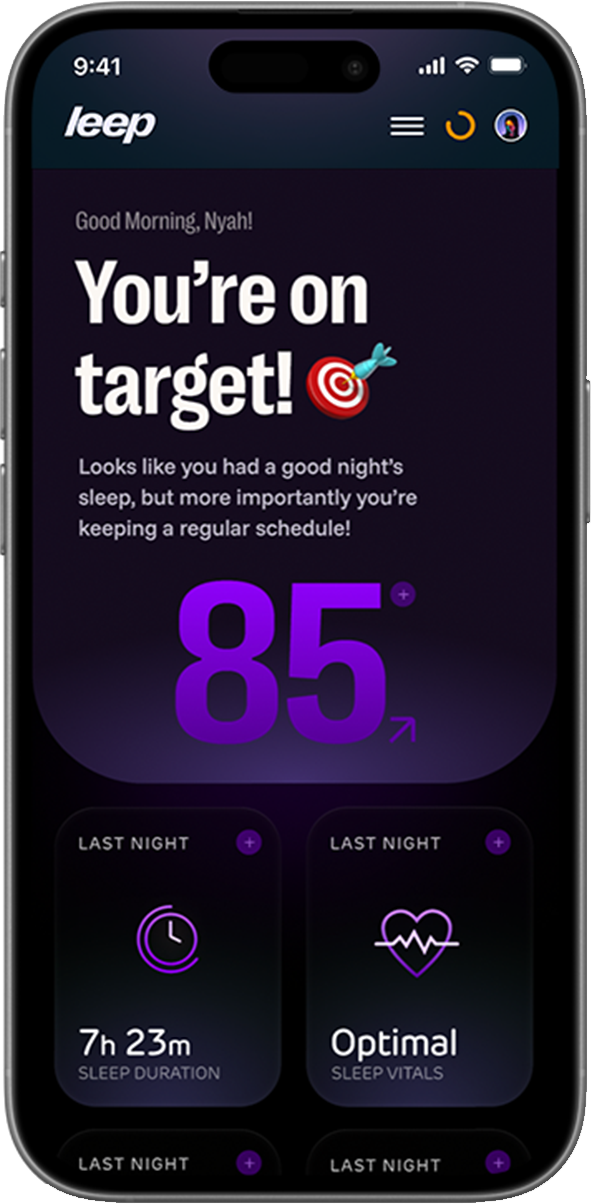 9:41
leep
Good Morning, Nyah!
You're on
target!
Looks like you had a good night's
sleep, but more importantly you're
keeping a regular schedule!
85
LAST NIGHT
7h 23m
SLEEP DURATION
LAST NIGHT
Optimal
SLEEP VITALS
LAST NIGHT
LAST NIGHT